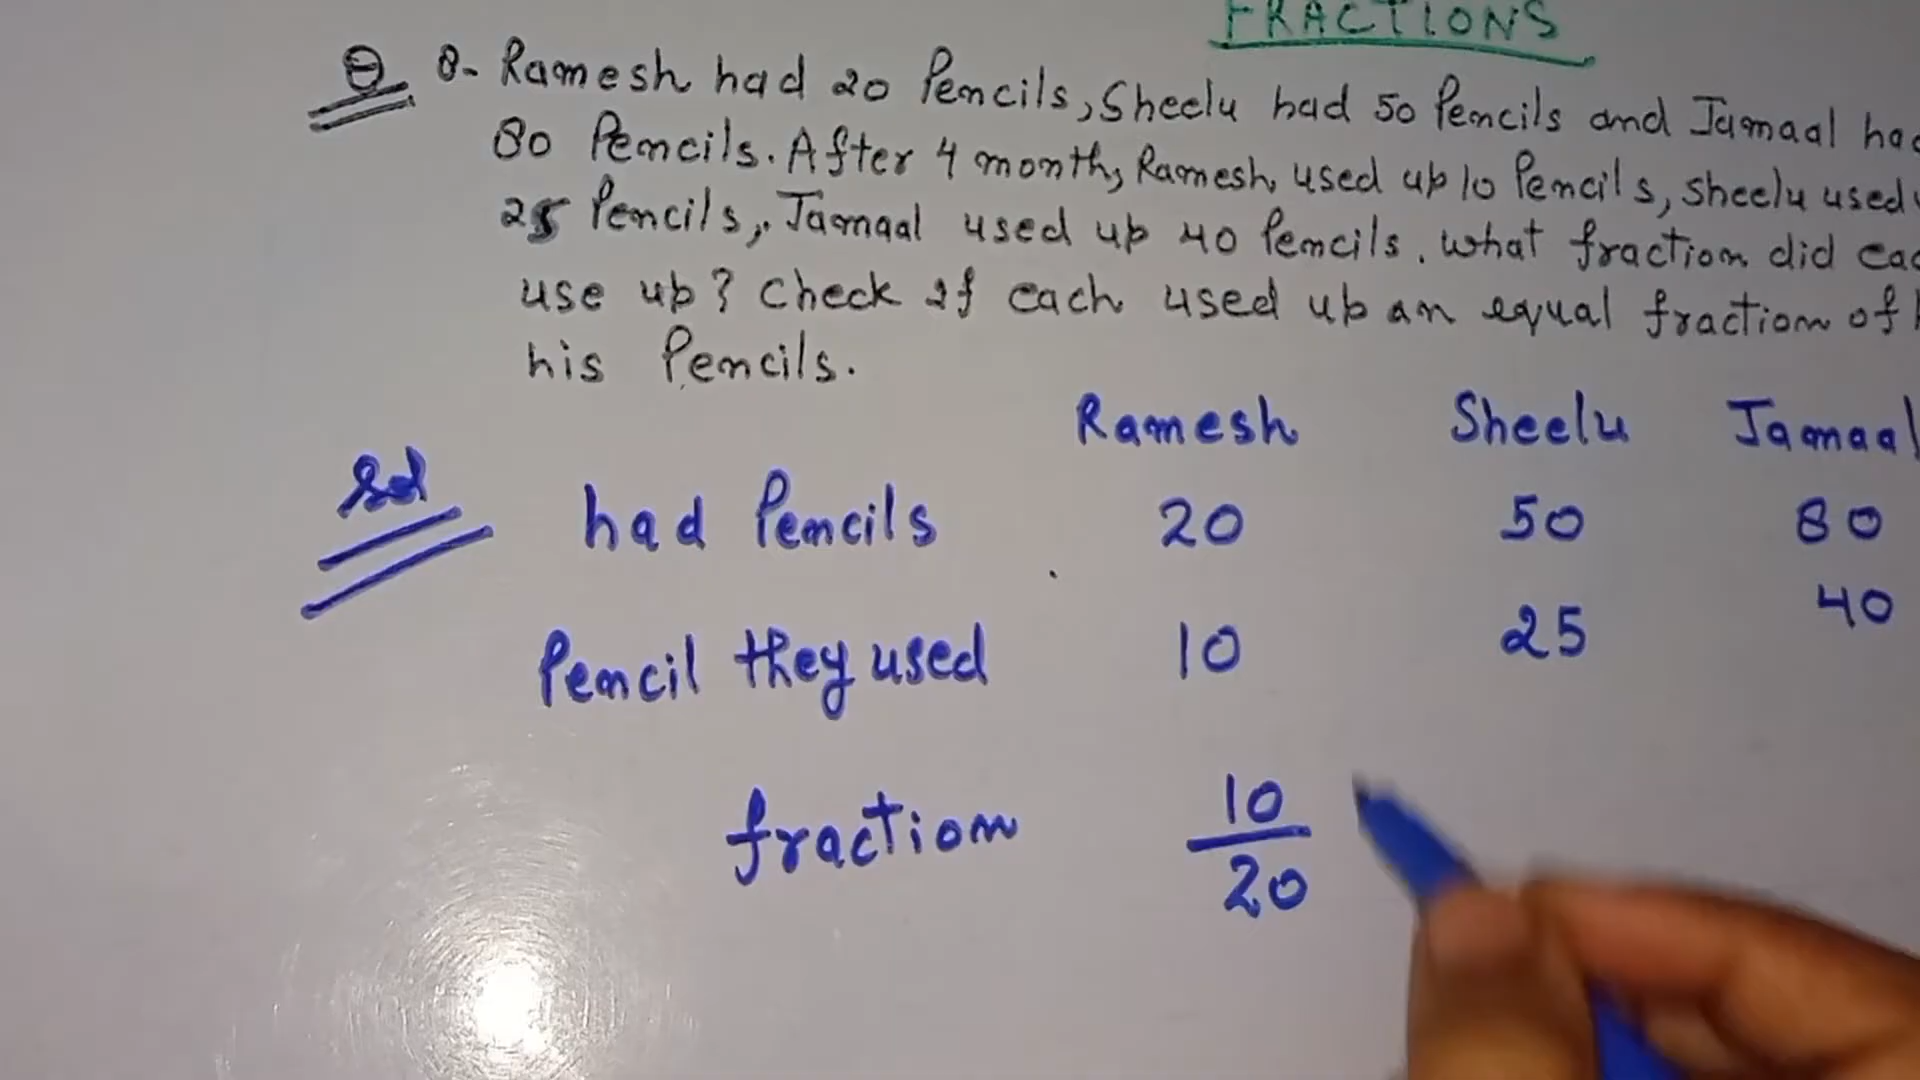 FRACTIONS
Q 8- Ramesh had 20 Pencils, Sheelu had 50 Pencils and Jamaal had
80 Pencils. After 4 month, Ramesh used up 10 Pencils, Sheelu used
25 Pencils, Jamaal used up 40 Pencils. What fraction did eac
use up? Check If each used up an equal fraction of
his Pencils.
Ramesh Sheelu Jamaal
Sol had Pencils 20 50 80
Pencil they used 10 25 40
fraction 10
20